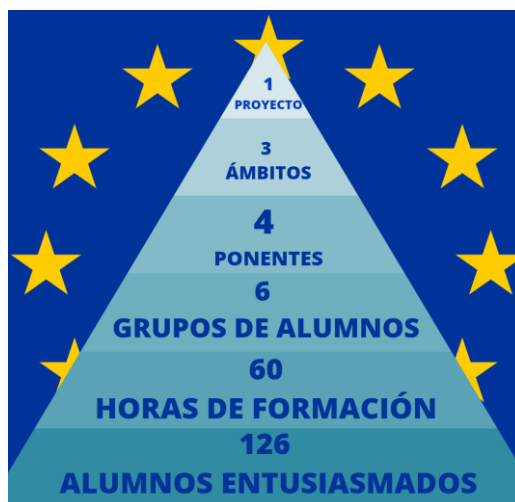 1
PROYECTO
3
ÁMBITOS
4
PONENTES
6
GRUPOS DE ALUMNOS
60
HORAS DE FORMACIÓN
126
ALUMNOS ENTUSIASMADOS